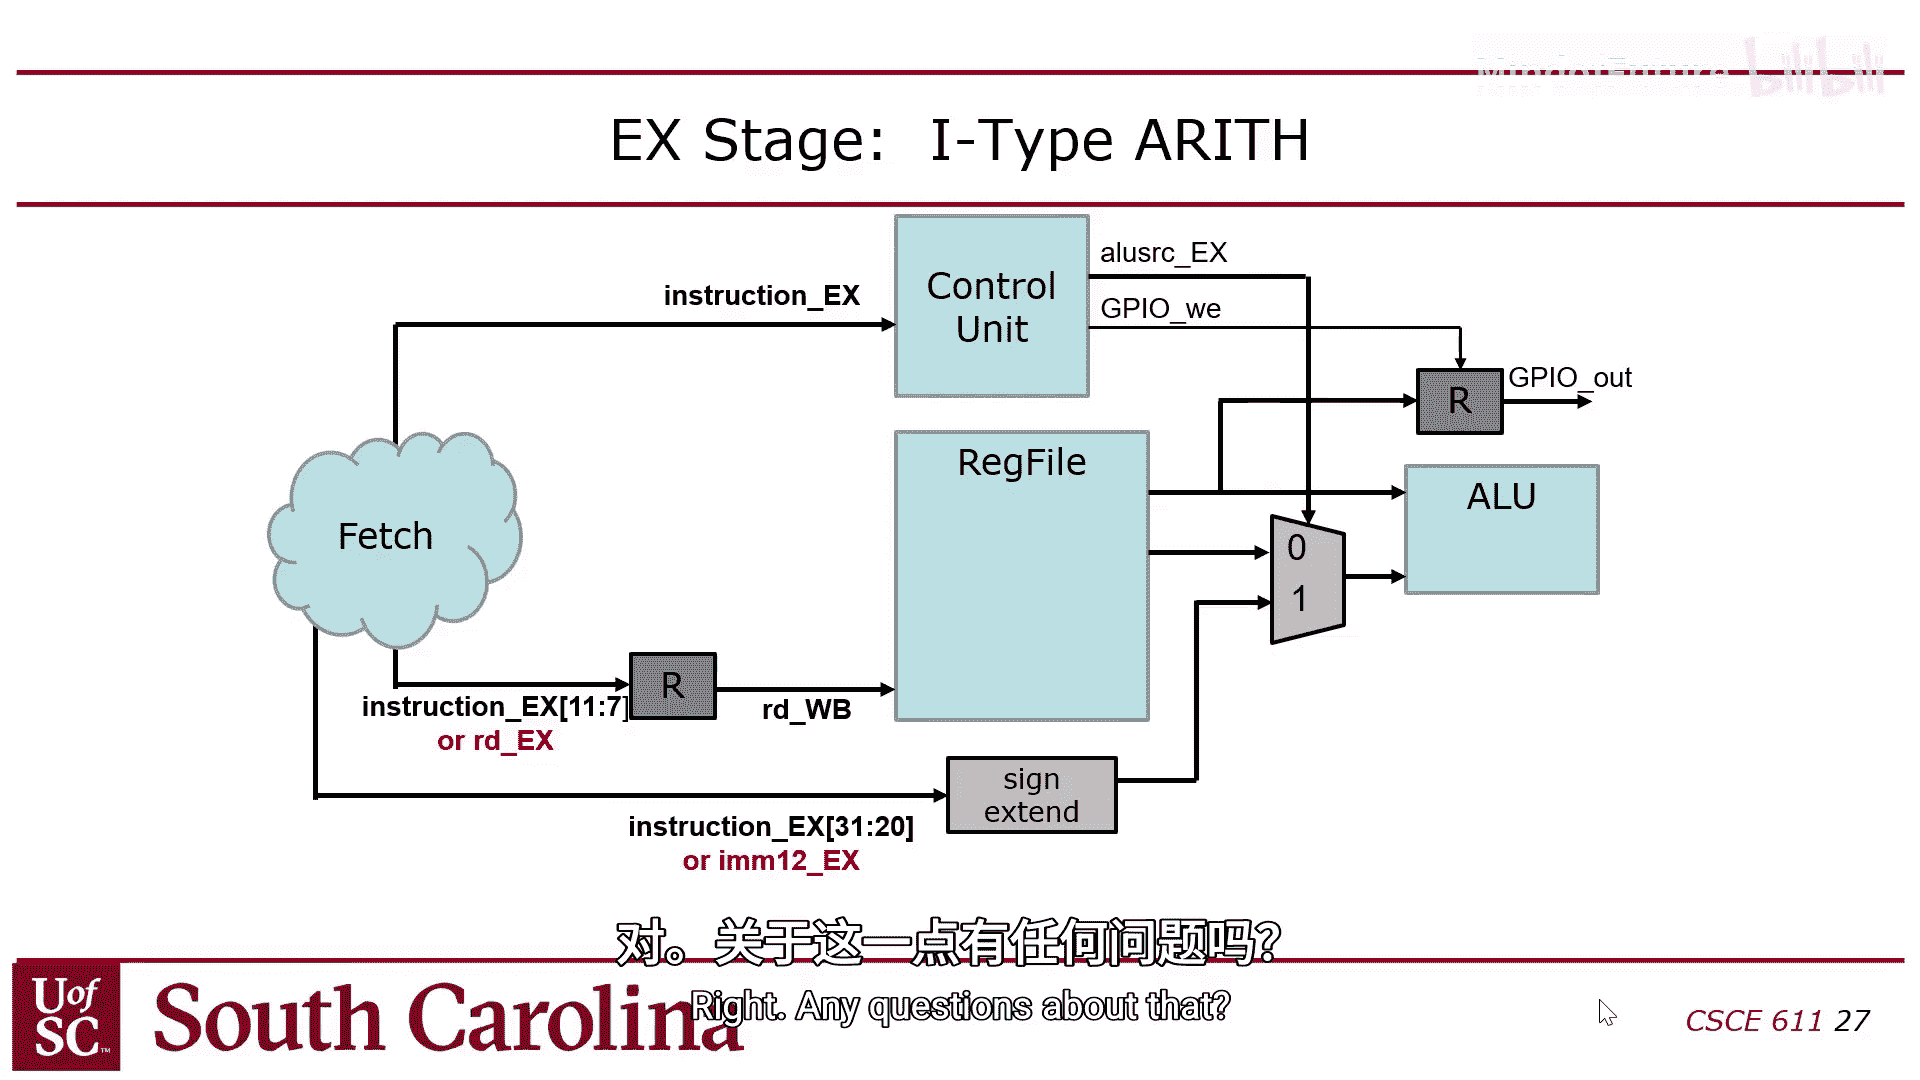 EX Stage: I-Type ARITH
Control
Unit
alusrc_EX
GPIO_we
instruction_EX
R
GPIO_out
RegFile
ALU
Fetch
0
1
R
instruction_EX[11:7]
or rd_EX
rd_WB
sign
extend
instruction_EX[31:20]
or imm12_EX
对。关于这一点有任何问题吗?
Right. Any questions about that?
UofSC
South Carolina
CSCE 611 27
bilibili